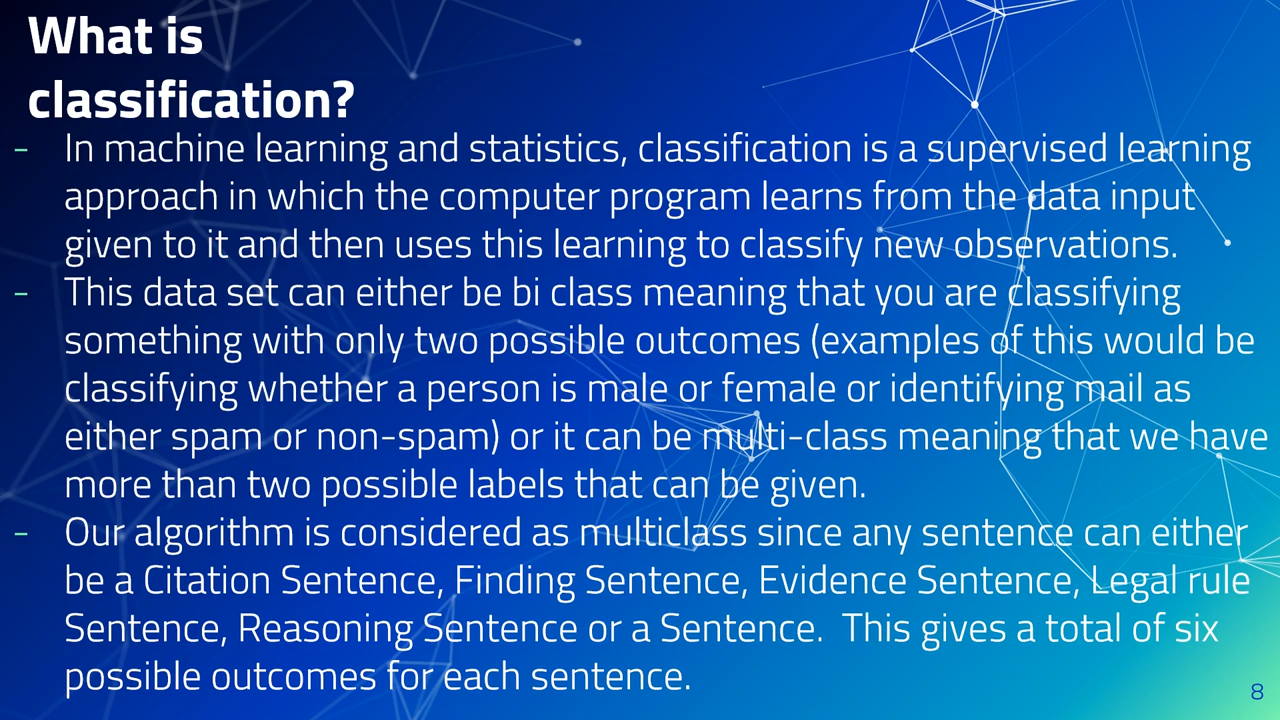 What is
classification?
- In machine learning and statistics, classification is a supervised learning
approach in which the computer program learns from the data input
given to it and then uses this learning to classify new observations.
- This data set can either be bi class meaning that you are classifying
something with only two possible outcomes (examples of this would be
classifying whether a person is male or female or identifying mail as
either spam or non-spam) or it can be multi-class meaning that we have
more than two possible labels that can be given.
- Our algorithm is considered as multiclass since any sentence can either
be a Citation Sentence, Finding Sentence, Evidence Sentence, Legal rule
Sentence, Reasoning Sentence or a Sentence.  This gives a total of six
possible outcomes for each sentence.
8